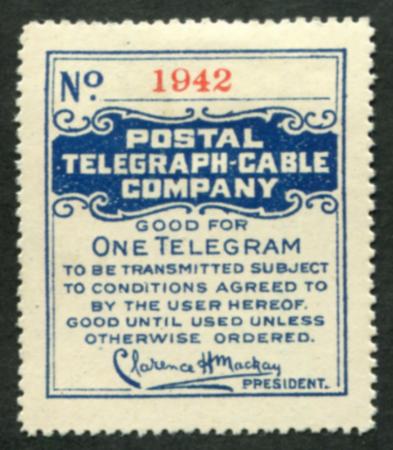 No. 1942
POSTAL
TELEGRAPH-CABLE
COMPANY
GOOD FOR
ONE TELEGRAM
TO BE TRANSMITTED SUBJECT
TO CONDITIONS AGREED TO
BY THE USER HEREOF.
GOOD UNTIL USED UNLESS
OTHERWISE ORDERED.
Clarence H Mackay
PRESIDENT.